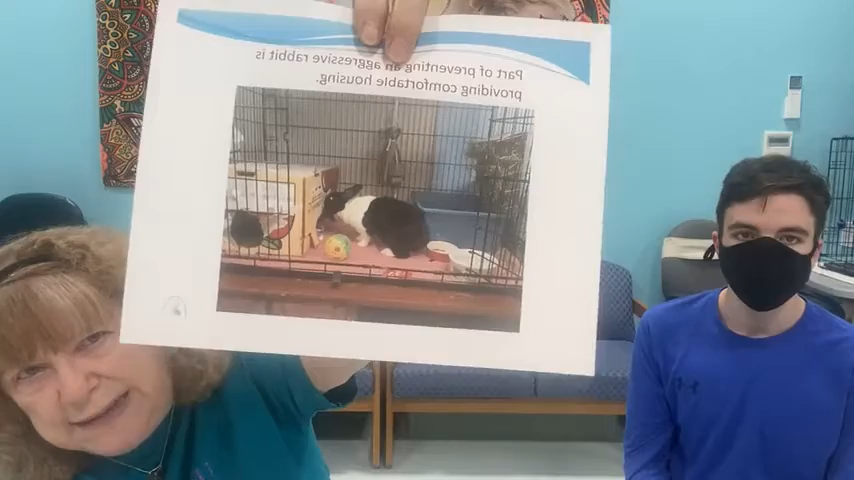 Part of preventing an aggressive rabbit is
providing comfortable housing.